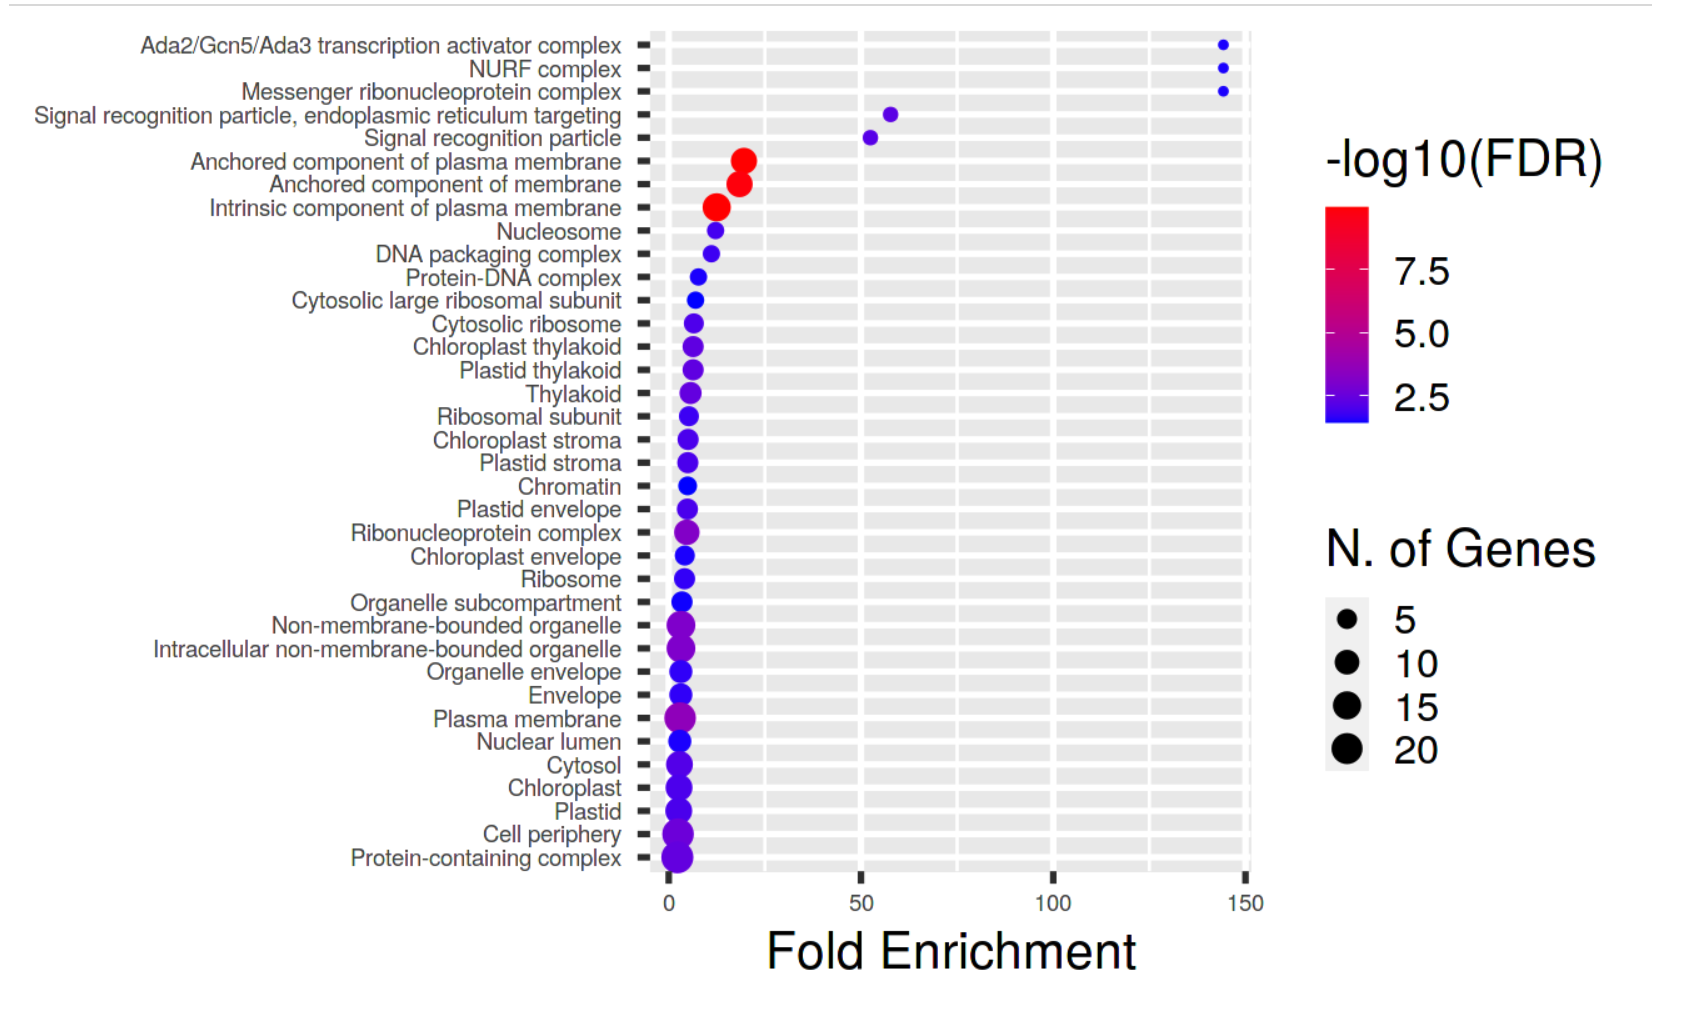 Ada2/Gcn5/Ada3 transcription activator complex
NURF complex
Messenger ribonucleoprotein complex
Signal recognition particle, endoplasmic reticulum targeting
Signal recognition particle
Anchored component of plasma membrane
Anchored component of membrane
Intrinsic component of plasma membrane
Nucleosome
DNA packaging complex
Protein-DNA complex
Cytosolic large ribosomal subunit
Cytosolic ribosome
Chloroplast thylakoid
Plastid thylakoid
Thylakoid
Ribosomal subunit
Chloroplast stroma
Plastid stroma
Chromatin
Plastid envelope
Ribonucleoprotein complex
Chloroplast envelope
Ribosome
Organelle subcompartment
Non-membrane-bounded organelle
Intracellular non-membrane-bounded organelle
Organelle envelope
Envelope
Plasma membrane
Nuclear lumen
Cytosol
Chloroplast
Plastid
Cell periphery
Protein-containing complex
0 50 100 150
Fold Enrichment
-log10(FDR)
7.5
5.0
2.5
N. of Genes
5
10
15
20